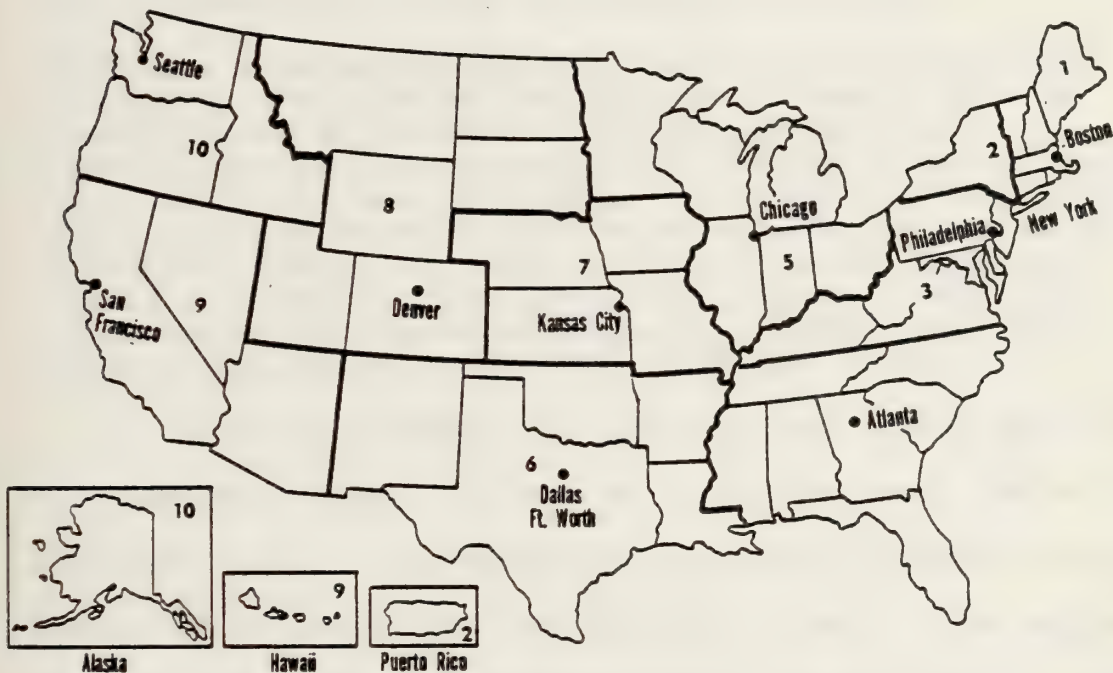 Seattle
1
10
2
Boston
8
Chicago
New York
Philadelphia
7
5
3
San
Francisco
9
Denver
Kansas City
Atlanta
6
Dallas
Ft. Worth
10
9
2
Alaska
Hawaii
Puerto Rico